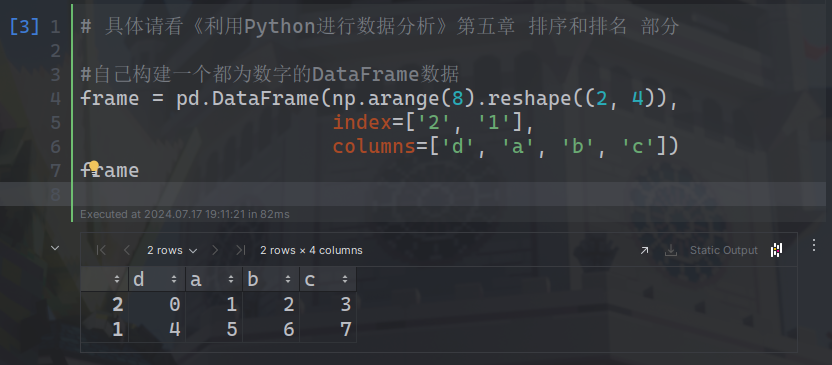 [3] 1 # 具体请看《利用Python进行数据分析》第五章 排序和排名 部分
2
3 #自己构建一个都为数字的DataFrame数据
4 frame = pd.DataFrame(np.arange(8).reshape((2, 4)),
5 index=['2', '1'],
6 columns=['d', 'a', 'b', 'c'])
7 frame
8
Executed at 2024.07.17 19:11:21 in 82ms
2 rows 2 rows × 4 columns Static Output
d a b c
2 0 1 2 3
1 4 5 6 7